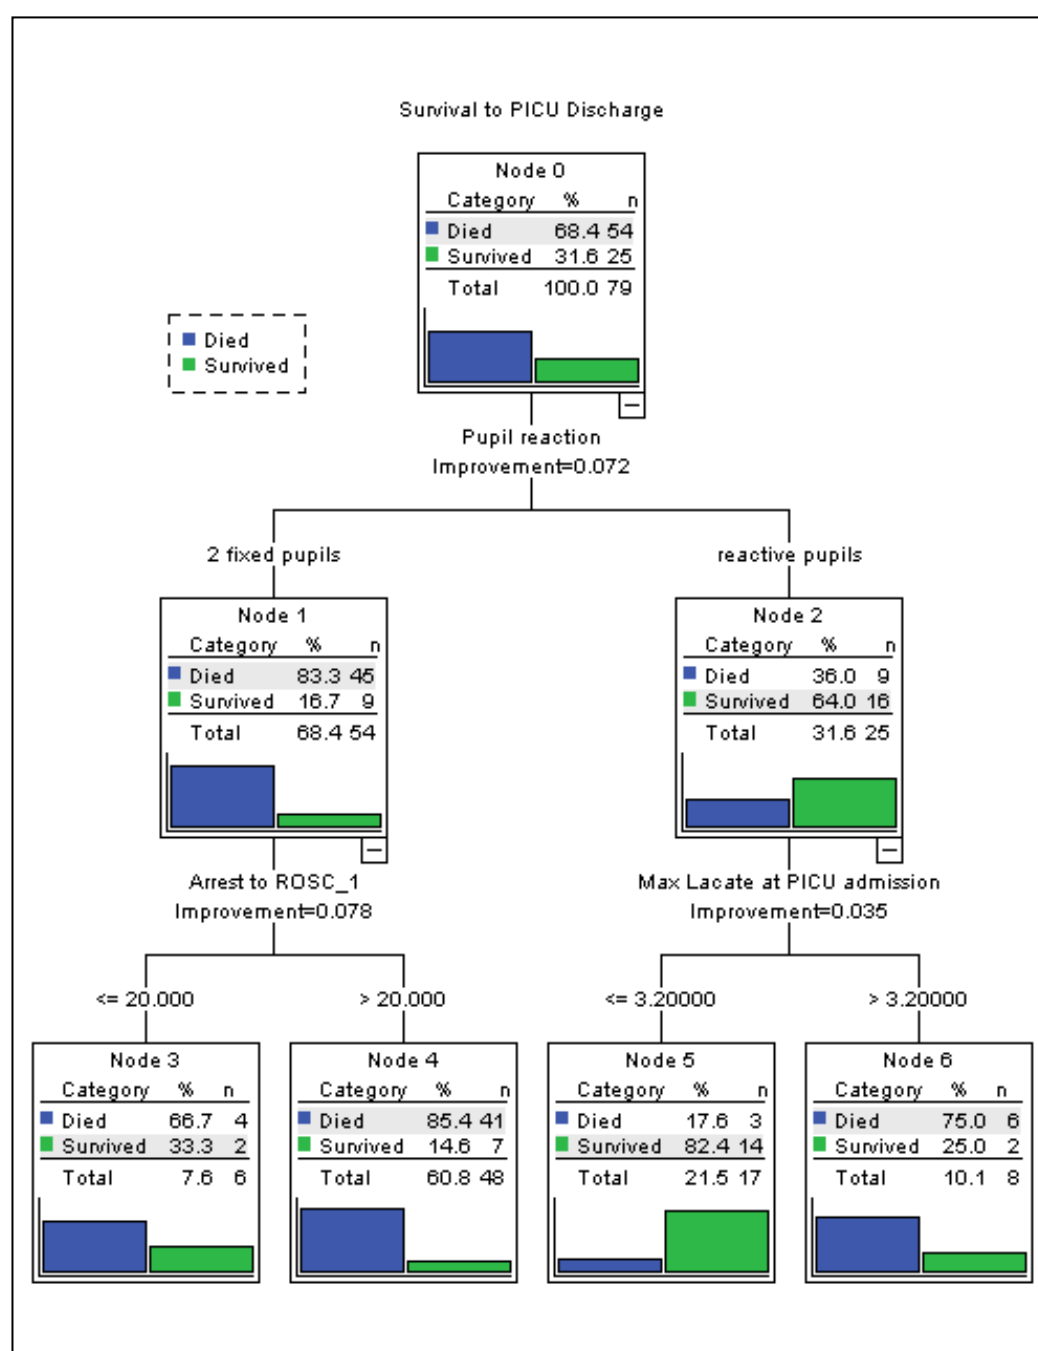 Survival to PICU Discharge
Node 0
Category % n
Died 68.4 54
Survived 31.6 25
Total 100.0 79
Died
Survived
Pupil reaction
Improvement=0.072
2 fixed pupils
reactive pupils
Node 1
Category % n
Died 83.3 45
Survived 16.7 9
Total 68.4 54
Node 2
Category % n
Died 36.0 9
Survived 64.0 16
Total 31.6 25
Arrest to ROSC_1
Improvement=0.078
Max Lacate at PICU admission
Improvement=0.035
<= 20.000
> 20.000
<= 3.20000
> 3.20000
Node 3
Category % n
Died 66.7 4
Survived 33.3 2
Total 7.6 6
Node 4
Category % n
Died 85.4 41
Survived 14.6 7
Total 60.8 48
Node 5
Category % n
Died 17.6 3
Survived 82.4 14
Total 21.5 17
Node 6
Category % n
Died 75.0 6
Survived 25.0 2
Total 10.1 8